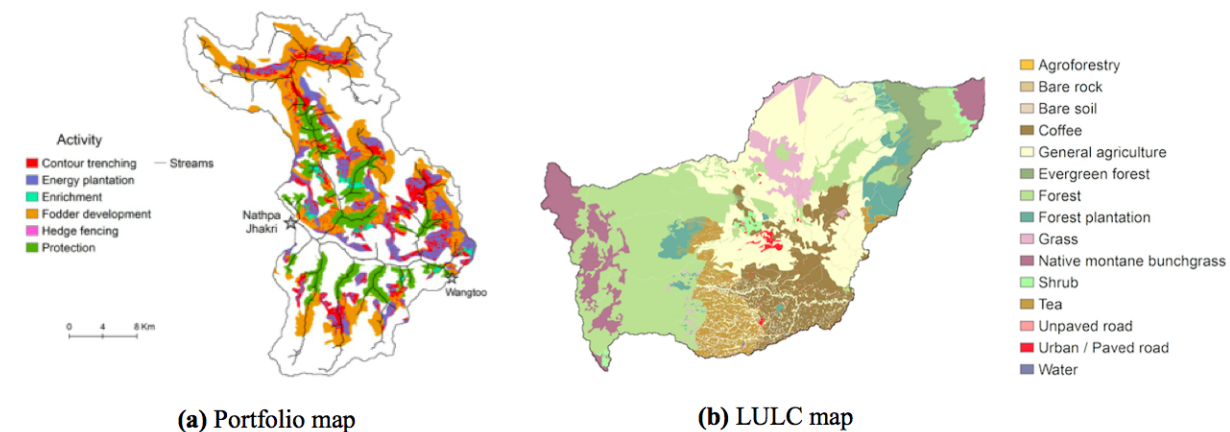 Activity
Contour trenching
Streams
Energy plantation
Enrichment
Fodder development
Hedge fencing
Protection
Nathpa
Jhakri
Wangtoo
0 4 8 Km
(a) Portfolio map
Agroforestry
Bare rock
Bare soil
Coffee
General agriculture
Evergreen forest
Forest
Forest plantation
Grass
Native montane bunchgrass
Shrub
Tea
Unpaved road
Urban / Paved road
Water
(b) LULC map